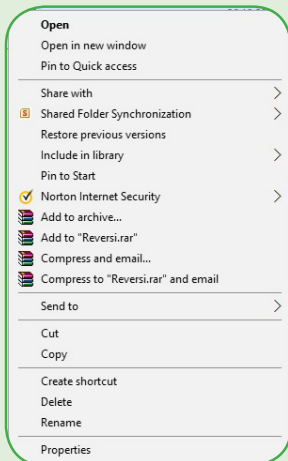 Open
Open in new window
Pin to Quick access
Share with
Shared Folder Synchronization
Restore previous versions
Include in library
Pin to Start
Norton Internet Security
Add to archive...
Add to "Reversi.rar"
Compress and email...
Compress to "Reversi.rar" and email
Send to
Cut
Copy
Create shortcut
Delete
Rename
Properties